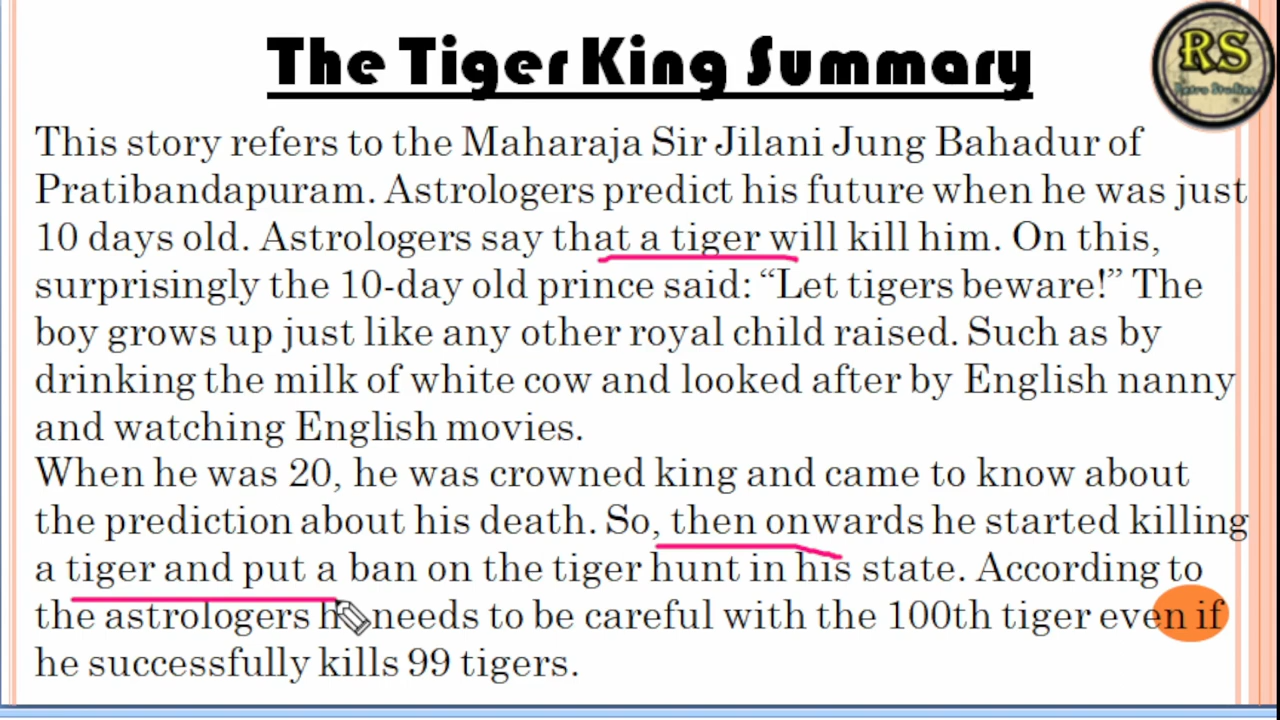 The Tiger King Summary
RS
Retro Studies
This story refers to the Maharaja Sir Jilani Jung Bahadur of
Pratibandapuram. Astrologers predict his future when he was just
10 days old. Astrologers say that a tiger will kill him. On this,
surprisingly the 10-day old prince said: “Let tigers beware!” The
boy grows up just like any other royal child raised. Such as by
drinking the milk of white cow and looked after by English nanny
and watching English movies.
When he was 20, he was crowned king and came to know about
the prediction about his death. So, then onwards he started killing
a tiger and put a ban on the tiger hunt in his state. According to
the astrologers he needs to be careful with the 100th tiger even if
he successfully kills 99 tigers.